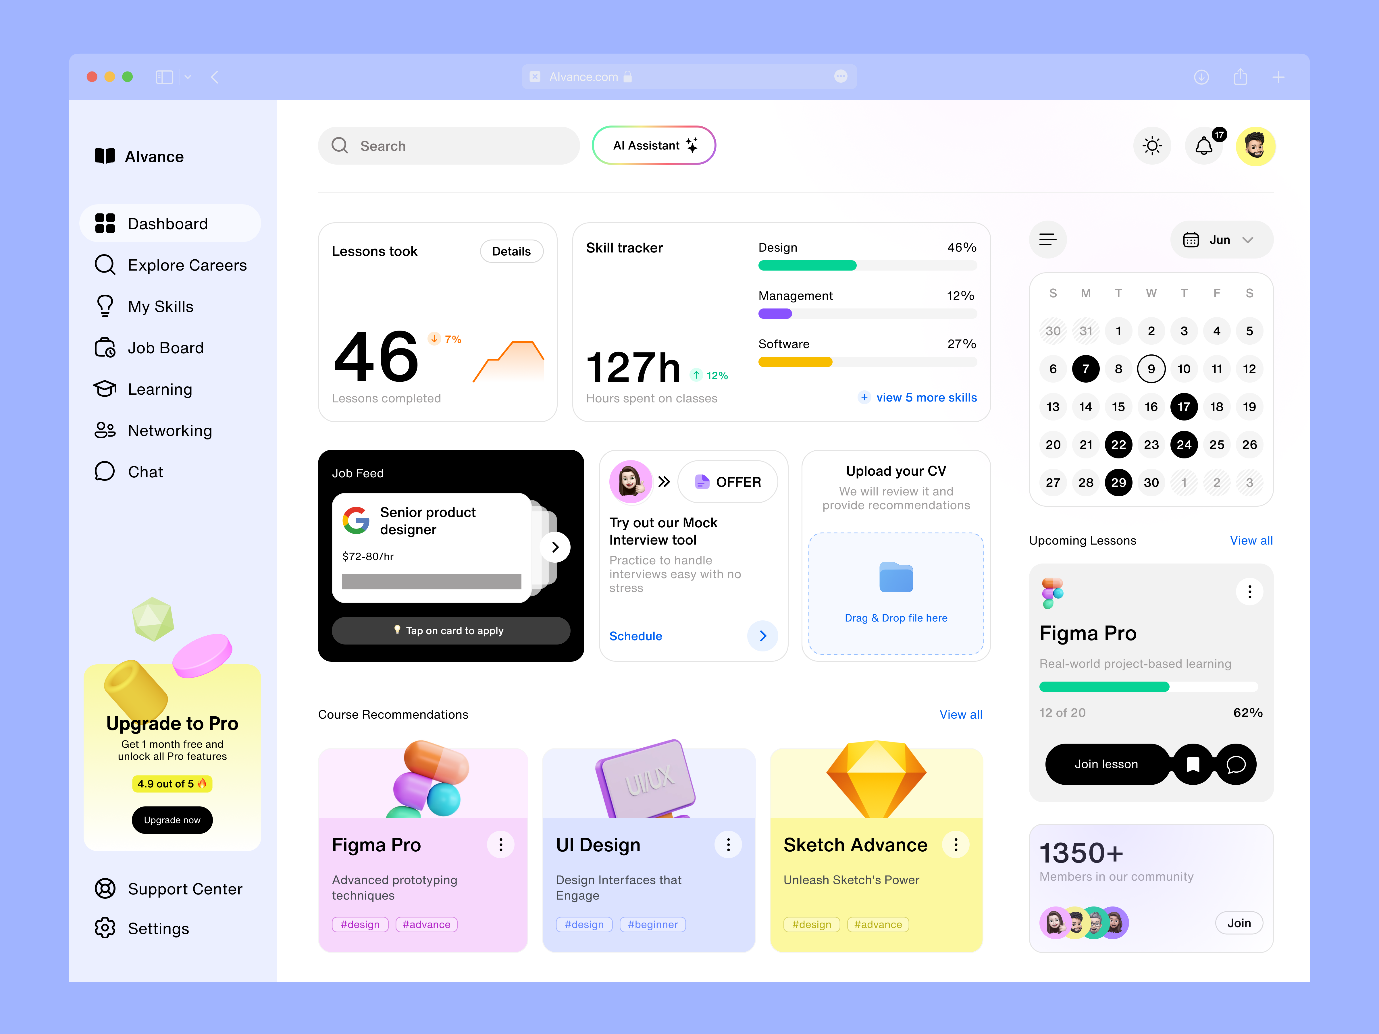 Alvance.com
Alvance
Dashboard
Explore Careers
My Skills
Job Board
Learning
Networking
Chat
Upgrade to Pro
Get 1 month free and
unlock all Pro features
4.9 out of 5
Upgrade now
Support Center
Settings
Search
AI Assistant
17
Lessons took
Details
46
7%
Lessons completed
Skill tracker
127h
12%
Hours spent on classes
Design 46%
Management 12%
Software 27%
+ view 5 more skills
Job Feed
Senior product
designer
$72-80/hr
Tap on card to apply
OFFER
Try out our Mock
Interview tool
Practice to handle
interviews easy with no
stress
Schedule
Upload your CV
We will review it and
provide recommendations
Drag & Drop file here
Course Recommendations
View all
Figma Pro
Advanced prototyping
techniques
#design #advance
UI/UX
UI Design
Design Interfaces that
Engage
#design #beginner
Sketch Advance
Unleash Sketch's Power
#design #advance
Jun
S M T W T F S
30 31 1 2 3 4 5
6 7 8 9 10 11 12
13 14 15 16 17 18 19
20 21 22 23 24 25 26
27 28 29 30 1 2 3
Upcoming Lessons
View all
Figma Pro
Real-world project-based learning
12 of 20 62%
Join lesson
1350+
Members in our community
Join